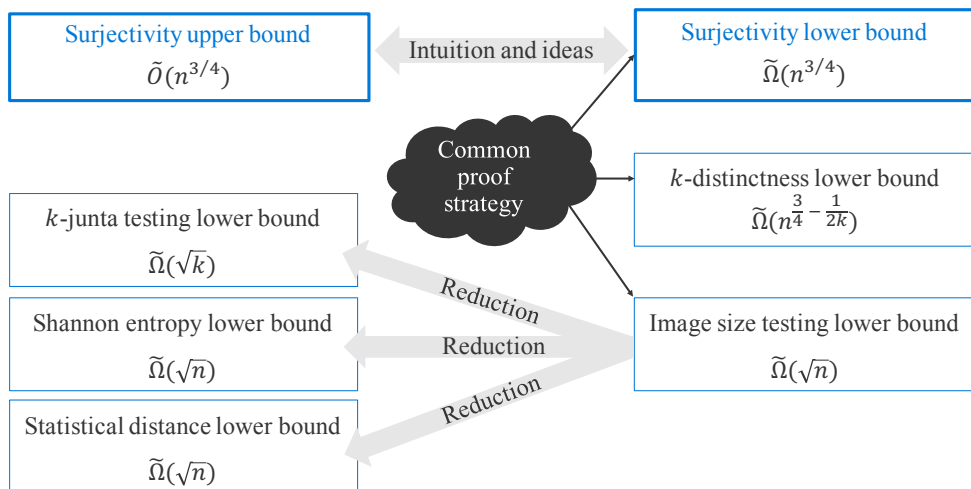 Surjectivity upper bound
Õ(n^{3/4})
Intuition and ideas
Surjectivity lower bound
Ω̃(n^{3/4})
Common
proof
strategy
k-distinctness lower bound
Ω̃(n^{3/4 − 1/2k})
k-junta testing lower bound
Ω̃(√k)
Reduction
Shannon entropy lower bound
Ω̃(√n)
Reduction
Image size testing lower bound
Ω̃(√n)
Reduction
Statistical distance lower bound
Ω̃(√n)